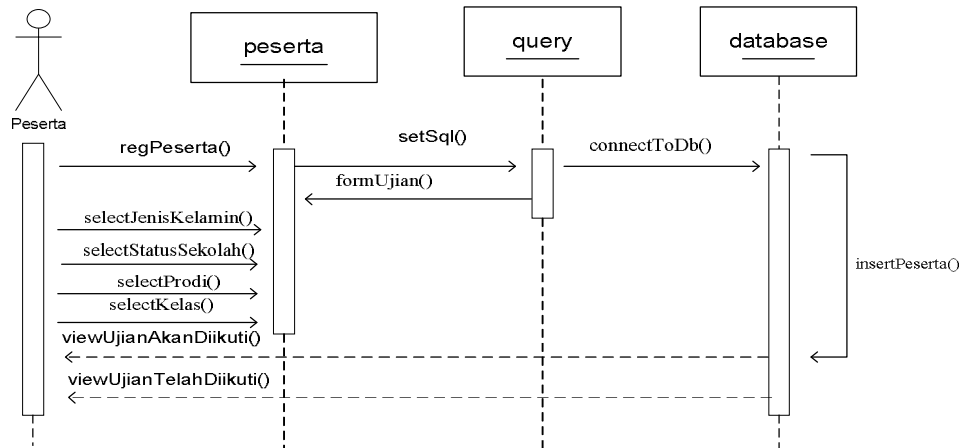 peserta
query
database
Peserta
regPeserta()
setSql()
connectToDb()
formUjian()
selectJenisKelamin()
selectStatusSekolah()
insertPeserta()
selectProdi()
selectKelas()
viewUjianAkanDiikuti()
viewUjianTelahDiikuti()